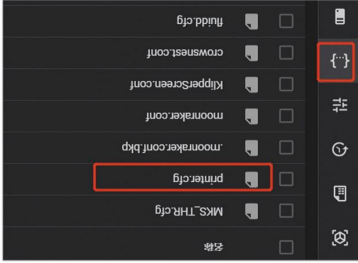 名称
MKS_THR.cfg
printer.cfg
.moonraker.conf.bkp
moonraker.conf
KlipperScreen.conf
crowsnest.conf
fluidd.cfg